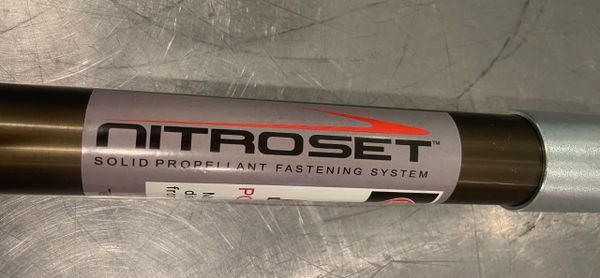 NITROSET™
SOLID PROPELLANT FASTENING SYSTEM